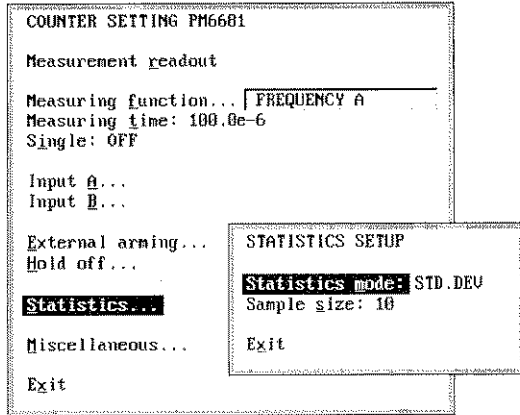 COUNTER SETTING PM6681
Measurement readout
Measuring function... FREQUENCY A
Measuring time: 100.0e-6
Single: OFF
Input A...
Input B...
External arming...
Hold off...
Statistics...
Miscellaneous...
Exit
STATISTICS SETUP
Statistics mode: STD.DEV
Sample size: 10
Exit